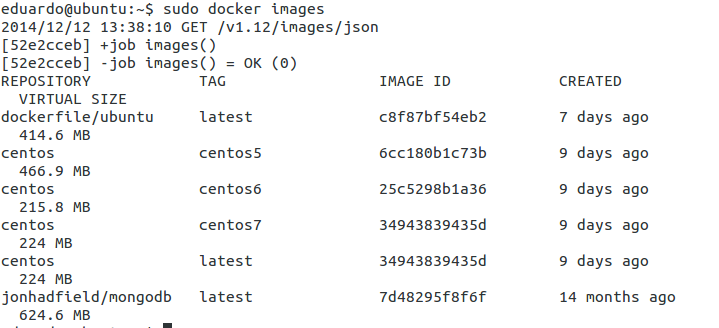 eduardo@ubuntu:~$ sudo docker images
2014/12/12 13:38:10 GET /v1.12/images/json
[52e2cceb] +job images()
[52e2cceb] -job images() = OK (0)
REPOSITORY TAG IMAGE ID CREATED
VIRTUAL SIZE
dockerfile/ubuntu latest c8f87bf54eb2 7 days ago
414.6 MB
centos centos5 6cc180b1c73b 9 days ago
466.9 MB
centos centos6 25c5298b1a36 9 days ago
215.8 MB
centos centos7 34943839435d 9 days ago
224 MB
centos latest 34943839435d 9 days ago
224 MB
jonhadfield/mongodb latest 7d48295f8f6f 14 months ago
624.6 MB